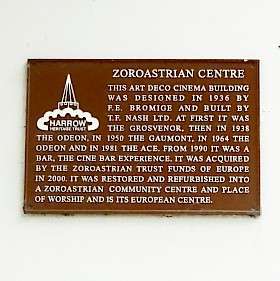 ZOROASTRIAN CENTRE
THIS ART DECO CINEMA BUILDING
WAS DESIGNED IN 1936 BY
F.E. BROMIGE AND BUILT BY
T.F. NASH LTD. AT FIRST IT WAS
THE GROSVENOR, THEN IN 1938
THE ODEON, IN 1950 THE GAUMONT, IN 1964 THE
ODEON AND IN 1981 THE ACE. FROM 1990 IT WAS A
BAR, THE CINE BAR EXPERIENCE. IT WAS ACQUIRED
BY THE ZOROASTRIAN TRUST FUNDS OF EUROPE
IN 2000. IT WAS RESTORED AND REFURBISHED INTO
A ZOROASTRIAN COMMUNITY CENTRE AND PLACE
OF WORSHIP AND IS ITS EUROPEAN CENTRE.
HARROW
HERITAGE TRUST